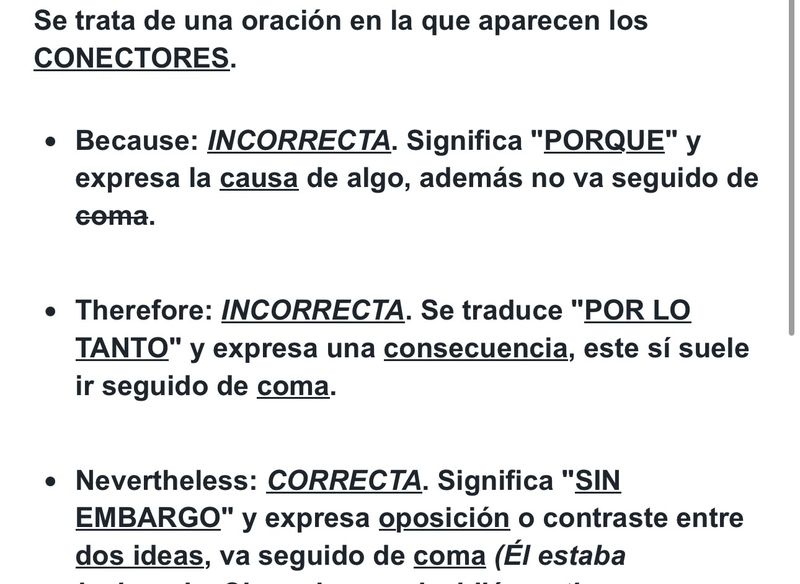 Se trata de una oración en la que aparecen los
CONECTORES.
• Because: INCORRECTA. Significa "PORQUE" y
expresa la causa de algo, además no va seguido de
coma.
• Therefore: INCORRECTA. Se traduce "POR LO
TANTO" y expresa una consecuencia, este sí suele
ir seguido de coma.
• Nevertheless: CORRECTA. Significa "SIN
EMBARGO" y expresa oposición o contraste entre
dos ideas, va seguido de coma (Él estaba